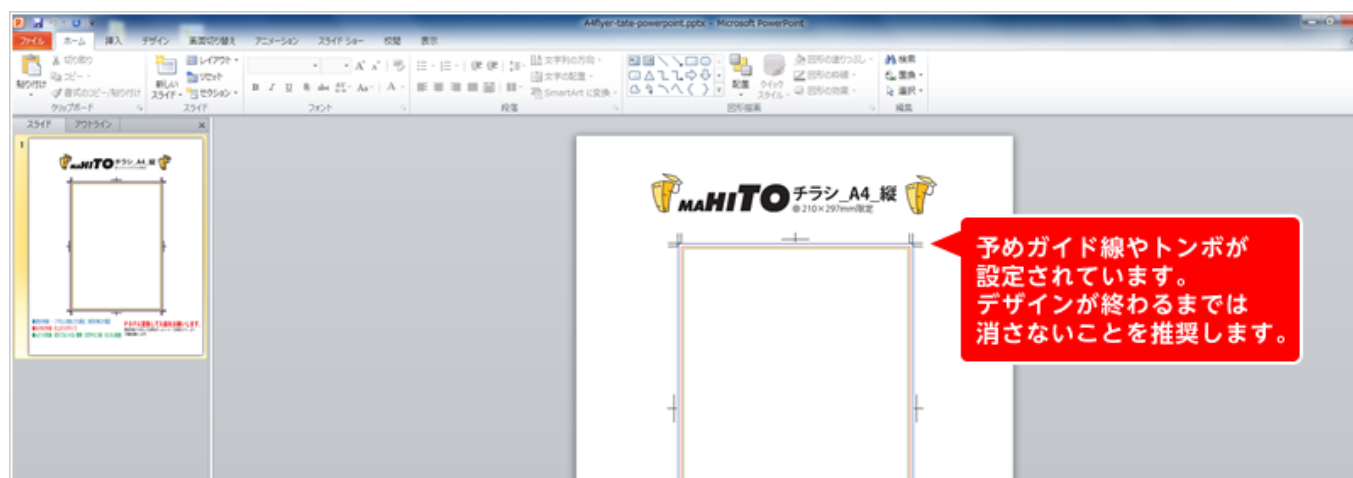 A4flyer-tate-powerpoint.pptx - Microsoft PowerPoint
ファイル ホーム 挿入 デザイン 画面切り替え アニメーション スライド ショー 校閲 表示
切り取り
コピー
書式のコピー/貼り付け
貼り付け
クリップボード
新しい
スライド
レイアウト
リセット
セクション
スライド
フォント
文字列の方向
文字の配置
SmartArt に変換
段落
配置
クイック
スタイル
図形の塗りつぶし
図形の枠線
図形の効果
図形描画
検索
置換
選択
編集
スライド アウトライン
1
MAHITO チラシ_A4_縦
MAHITO チラシ_A4_縦
※210×297mm限定
予めガイド線やトンボが
設定されています。
デザインが終わるまでは
消さないことを推奨します。